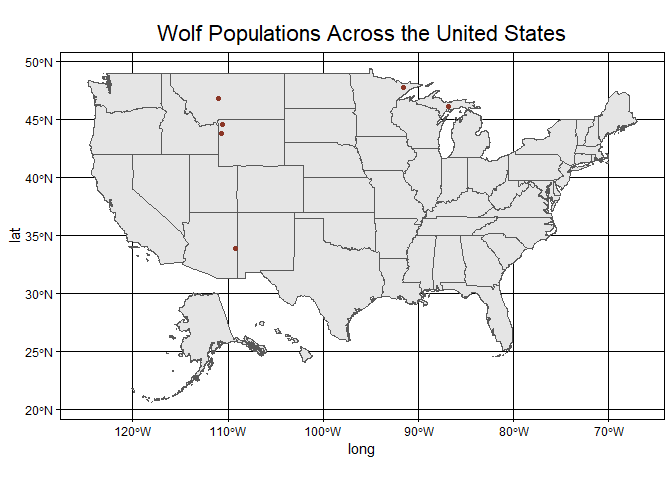 Wolf Populations Across the United States
50°N
45°N
40°N
35°N
30°N
25°N
20°N
lat
120°W 110°W 100°W 90°W 80°W 70°W
long